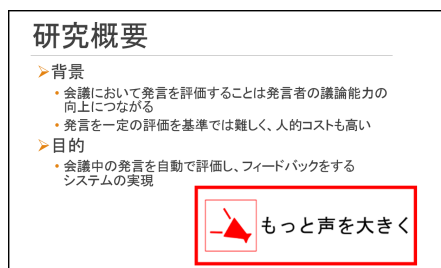 研究概要
➢背景
•会議において発言を評価することは発言者の議論能力の
向上につながる
•発言を一定の評価を基準では難しく、人的コストも高い
➢目的
•会議中の発言を自動で評価し、フィードバックをする
システムの実現
もっと声を大きく